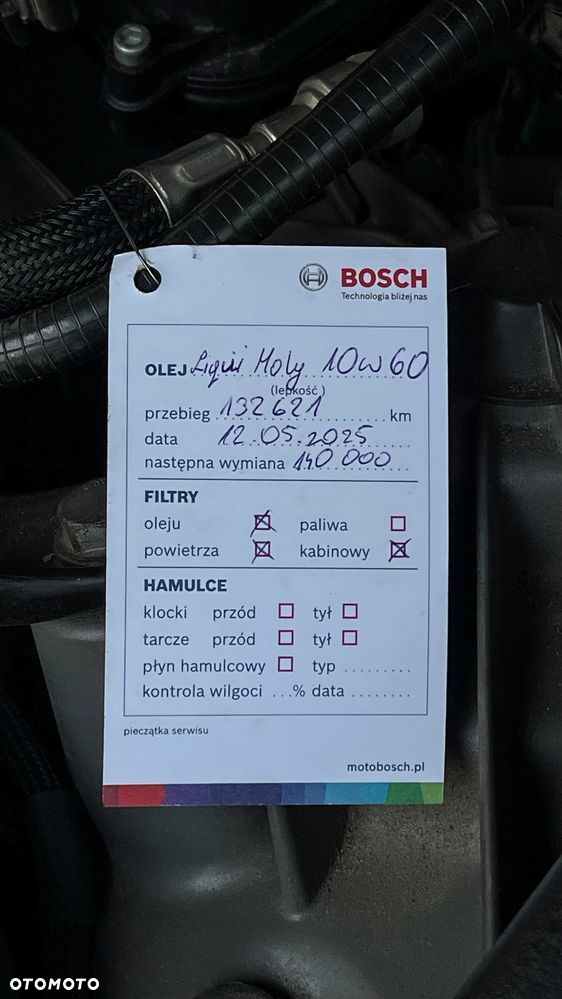 BOSCH
Technologia bliżej nas
OLEJ Liqui Moly 10W60
(lepkość)
przebieg 132621 km
data 12.05.2025
następna wymiana 140 000
FILTRY
oleju ☒ paliwa ☐
powietrza ☒ kabinowy ☒
HAMULCE
klocki przód ☐ tył ☐
tarcze przód ☐ tył ☐
płyn hamulcowy ☐ typ ..........
kontrola wilgoci ...% data ........
pieczątka serwisu
motobosch.pl
OTOMOTO